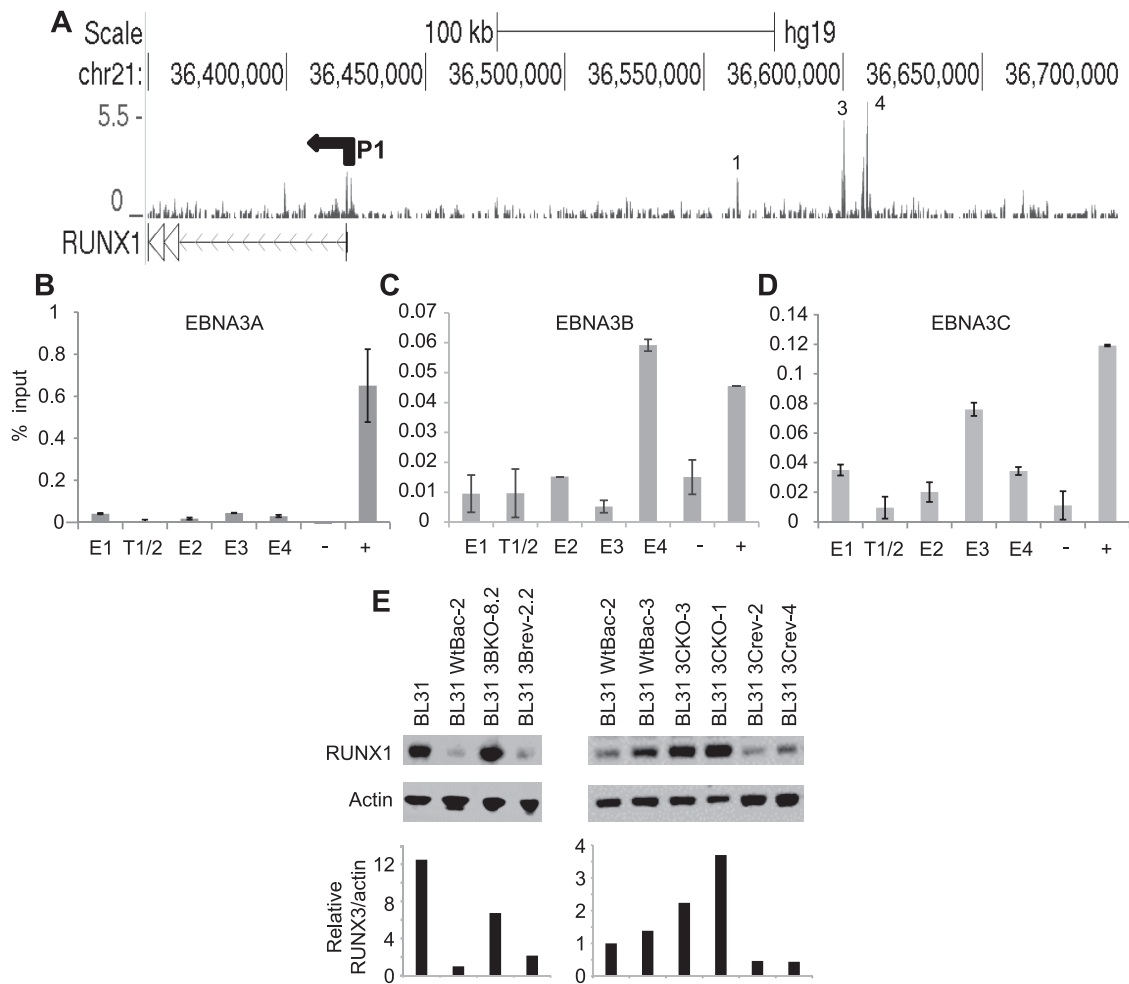 A
Scale 100 kb hg19
chr21: 36,400,000 36,450,000 36,500,000 36,550,000 36,600,000 36,650,000 36,700,000
5.5 -
0 _
P1
1
3
4
RUNX1
B
EBNA3A
% input
1
0.8
0.6
0.4
0.2
0
E1 T1/2 E2 E3 E4 - +
C
EBNA3B
0.07
0.06
0.05
0.04
0.03
0.02
0.01
0
E1 T1/2 E2 E3 E4 - +
D
EBNA3C
0.14
0.12
0.1
0.08
0.06
0.04
0.02
0
E1 T1/2 E2 E3 E4 - +
E
BL31
BL31 WtBac-2
BL31 3BKO-8.2
BL31 3Brev-2.2
BL31 WtBac-2
BL31 WtBac-3
BL31 3CKO-3
BL31 3CKO-1
BL31 3Crev-2
BL31 3Crev-4
RUNX1
Actin
Relative
RUNX3/actin
12
8
4
0
4
3
2
1
0